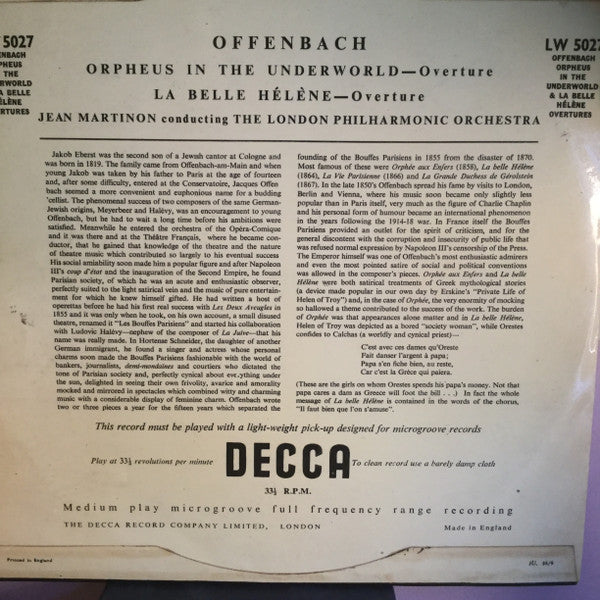 5027
ENBACH
ORPHEUS
THE
ERWORLD
A BELLE
ÉLÈNE
ERTURES
OFFENBACH
ORPHEUS IN THE UNDERWORLD—Overture
LA BELLE HÉLÈNE—Overture
JEAN MARTINON conducting THE LONDON PHILHARMONIC ORCHESTRA
LW 5027
OFFENBACH
ORPHEUS
IN THE
UNDERWORLD
& LA BELLE
HÉLÈNE
OVERTURES
Jakob Eberst was the second son of a Jewish cantor at Cologne and
was born in 1819. The family came from Offenbach-am-Main and when
young Jakob was taken by his father to Paris at the age of fourteen
and, after some difficulty, entered at the Conservatoire, Jacques Offen-
bach seemed a more convenient and euphonious name for a budding
'cellist. The phenomenal success of two composers of the same German-
Jewish origins, Meyerbeer and Halévy, was an encouragement to young
Offenbach, but he had to wait a long time before his ambitions were
satisfied. Meanwhile he entered the orchestra of the Opéra-Comique
and it was there and at the Théâtre Français, where he became con-
ductor, that he gained that knowledge of the theatre and the nature
of theatre music which contributed so largely to his eventual success
His social amiability soon made him a popular figure and after Napoleon
III's coup d'état and the inauguration of the Second Empire, he found
Parisian society, of which he was an acute and enthusiastic observer,
perfectly suited to the light satirical vein and the music of pure entertain-
ment for which he knew himself gifted. He had written a host of
operettas before he had his first real success with Les Deux Aveugles in
1855 and it was only when he took, on his own account, a small disused
theatre, renamed it "Les Bouffes Parisiens" and started his collaboration
with Ludovic Halévy—nephew of the composer of La Juive—that his
name was really made. In Hortense Schneider, the daughter of another
German immigrant, he found a singer and actress whose personal
charms soon made the Bouffes Parisiens fashionable with the world of
bankers, journalists, demi-mondaines and courtiers who dictated the
tone of Parisian society and, perfectly cynical about everything under
the sun, delighted in seeing their own frivolity, avarice and amorality
mocked and mirrored in spectacles which combined witty and charming
music with a considerable display of feminine charm. Offenbach wrote
two or three pieces a year for the fifteen years which separated the
founding of the Bouffes Parisiens in 1855 from the disaster of 1870.
Most famous of these were Orphée aux Enfers (1858), La belle Hélène
(1864), La Vie Parisienne (1866) and La Grande Duchess de Gérolstein
(1867). In the late 1850's Offenbach spread his fame by visits to London,
Berlin and Vienna, where his music soon became only slightly less
popular than in Paris itself, very much as the figure of Charlie Chaplin
and his personal form of humour became an international phenomenon
in the years following the 1914-18 war. In France itself the Bouffes
Parisiens provided an outlet for the spirit of criticism, and for the
general discontent with the corruption and insecurity of public life that
was refused normal expression by Napoleon III's censorship of the Press.
The Emperor himself was one of Offenbach's most enthusiastic admirers
and even the most pointed satire of social and political conventions
was allowed in the composer's pieces. Orphée aux Enfers and La belle
Hélène were both satirical treatments of Greek mythological stories
(a device made popular in our own day by Erskine's "Private Life of
Helen of Troy") and, in the case of Orphée, the very enormity of mocking
so hallowed a theme contributed to the success of the work. The burden
of Orphée was that appearances alone matter and in La belle Hélène,
Helen of Troy was depicted as a bored "society woman", while Orestes
confides to Calchas (a worldly and cynical priest)—
C'est avec ces dames qu'Oreste
Fait danser l'argent à papa;
Papa s'en fiche bien, au reste,
Car c'est la Grèce qui paiera.
(These are the girls on whom Orestes spends his papa's money. Not that
papa cares a dam as Greece will foot the bill . . .) In fact the whole
message of La belle Hélène is contained in the words of the chorus,
"Il faut bien que l'on s'amuse".
This record must be played with a light-weight pick-up designed for microgroove records
Play at 33⅓ revolutions per minute
DECCA
To clean record use a barely damp cloth
33⅓ R.P.M.
Medium play microgroove full frequency range recording
THE DECCA RECORD COMPANY LIMITED, LONDON
Made in England
Printed in England